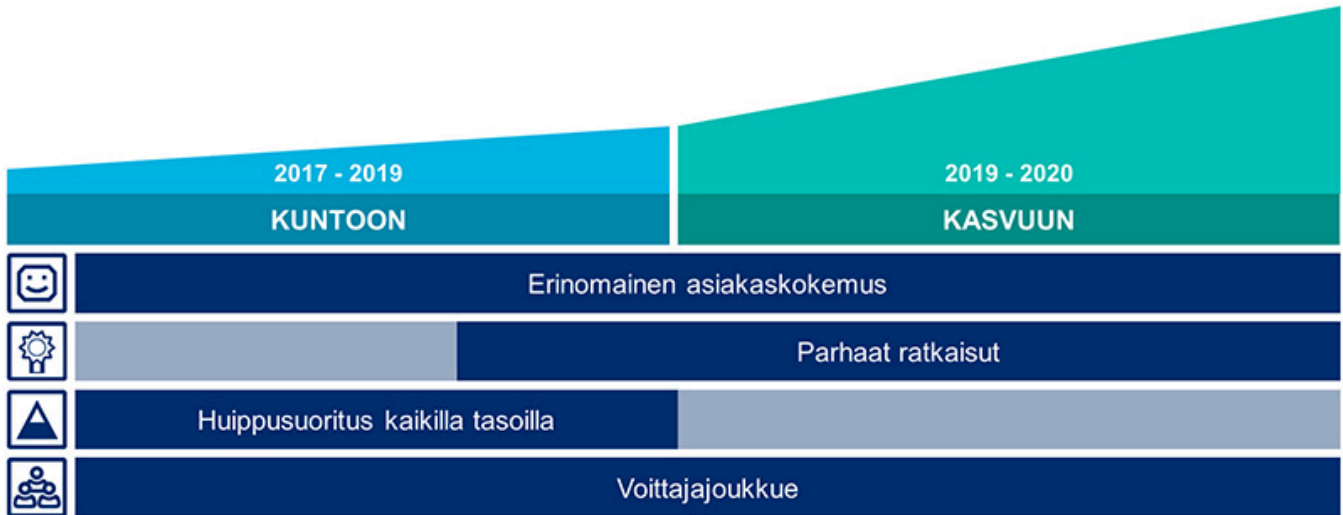 2017 - 2019
2019 - 2020
KUNTOON
KASVUUN
Erinomainen asiakaskokemus
Parhaat ratkaisut
Huippusuoritus kaikilla tasoilla
Voittajajoukkue